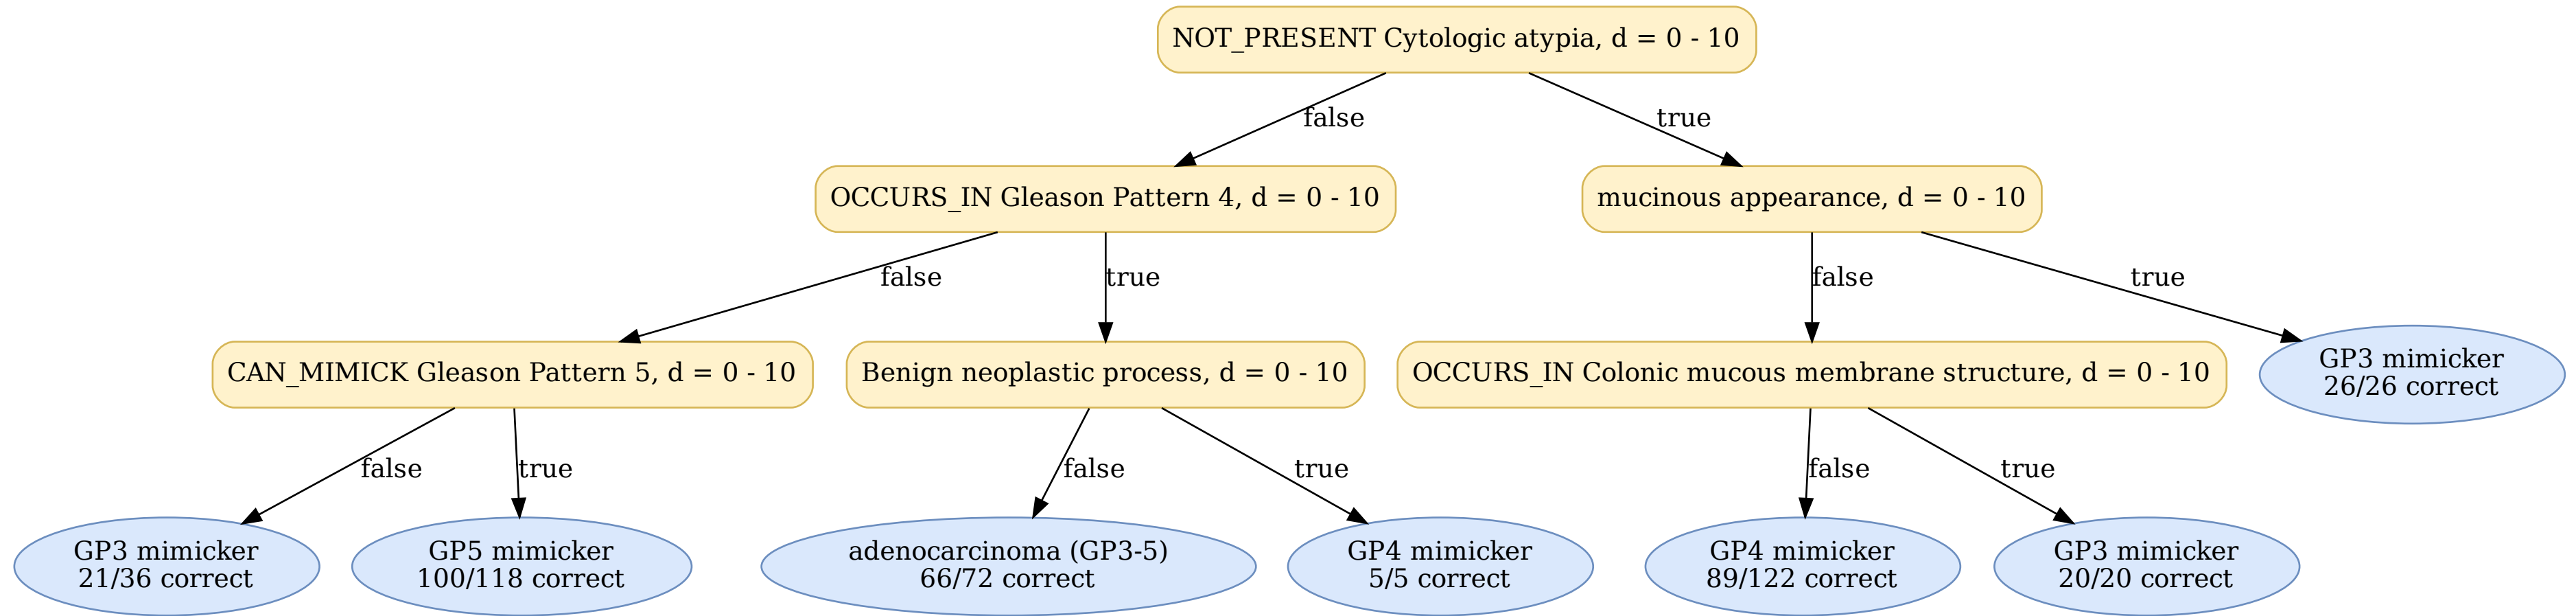 NOT_PRESENT Cytologic atypia, d = 0 - 10
false
true
OCCURS_IN Gleason Pattern 4, d = 0 - 10
mucinous appearance, d = 0 - 10
false
true
false
true
CAN_MIMICK Gleason Pattern 5, d = 0 - 10
Benign neoplastic process, d = 0 - 10
OCCURS_IN Colonic mucous membrane structure, d = 0 - 10
GP3 mimicker
26/26 correct
false
true
false
true
false
true
GP3 mimicker
21/36 correct
GP5 mimicker
100/118 correct
adenocarcinoma (GP3-5)
66/72 correct
GP4 mimicker
5/5 correct
GP4 mimicker
89/122 correct
GP3 mimicker
20/20 correct